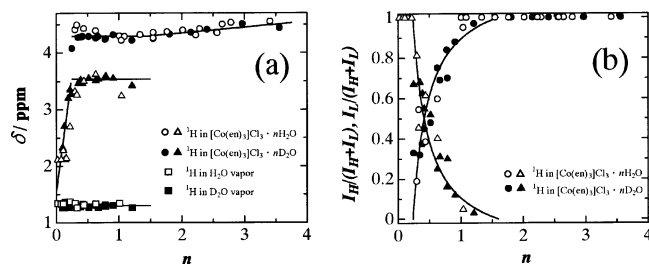 5
4
3
2
1
0 1 2 3 4
δ / ppm
n
(a)
○ △ ¹H in [Co(en)₃]Cl₃・nH₂O
● ▲ ¹H in [Co(en)₃]Cl₃・nD₂O
□ ¹H in H₂O vapor
■ ¹H in D₂O vapor
1
0.8
0.6
0.4
0.2
0
0 1 2 3 4
I_H/(I_H+I_L), I_L/(I_H+I_L)
n
(b)
¹H in [Co(en)₃]Cl₃・nH₂O ○ △
¹H in [Co(en)₃]Cl₃・nD₂O ● ▲